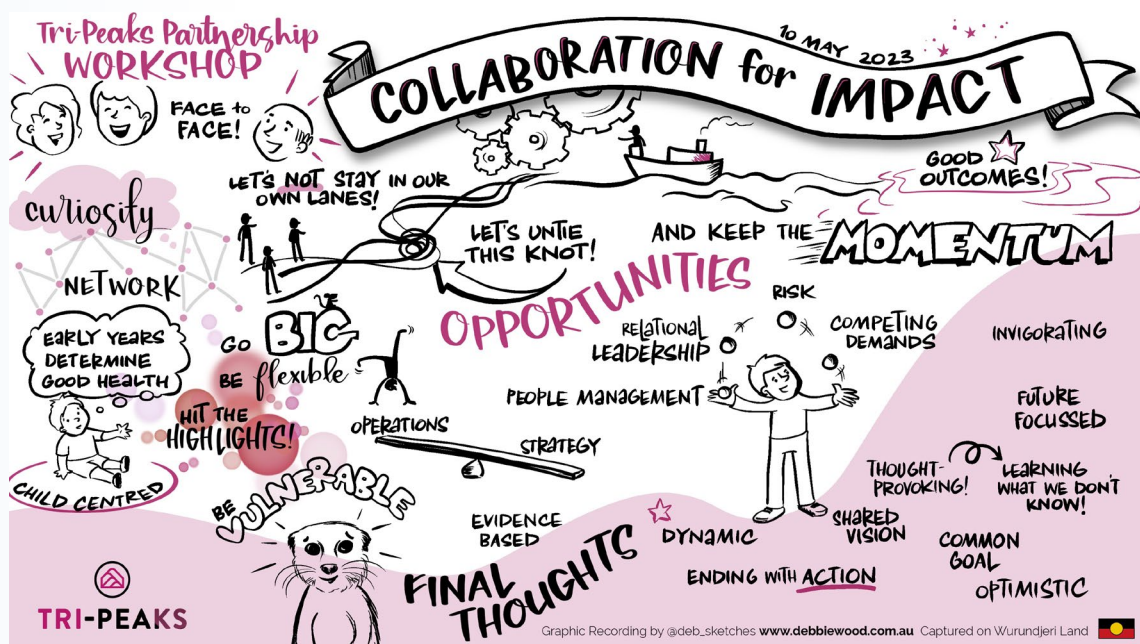 Tri-Peaks Partnership
WORKSHOP
FACE to
FACE!
10 MAY 2023
COLLABORATION for IMPACT
GOOD
OUTCOMES!
LET'S NOT STAY IN OUR
OWN LANES!
curiosity
NETWORK
LET'S UNTIE
THIS KNOT!
AND KEEP THE MOMENTUM
EARLY YEARS
DETERMINE
GOOD HEALTH
CHILD CENTRED
GO BIG
BE flexible
HIT THE
HIGHLIGHTS!
OPERATIONS
STRATEGY
OPPORTUNITIES
RISK
RELATIONAL
LEADERSHIP
COMPETING
DEMANDS
PEOPLE MANAGEMENT
INVIGORATING
FUTURE
FOCUSSED
THOUGHT-
PROVOKING!
LEARNING
WHAT WE DON'T
KNOW!
BE VULNERABLE
EVIDENCE
BASED
FINAL
THOUGHTS
DYNAMIC
SHARED
VISION
COMMON
GOAL
ENDING WITH ACTION
OPTIMISTIC
TRI-PEAKS
Graphic Recording by @deb_sketches www.debbiewood.com.au Captured on Wurundjeri Land